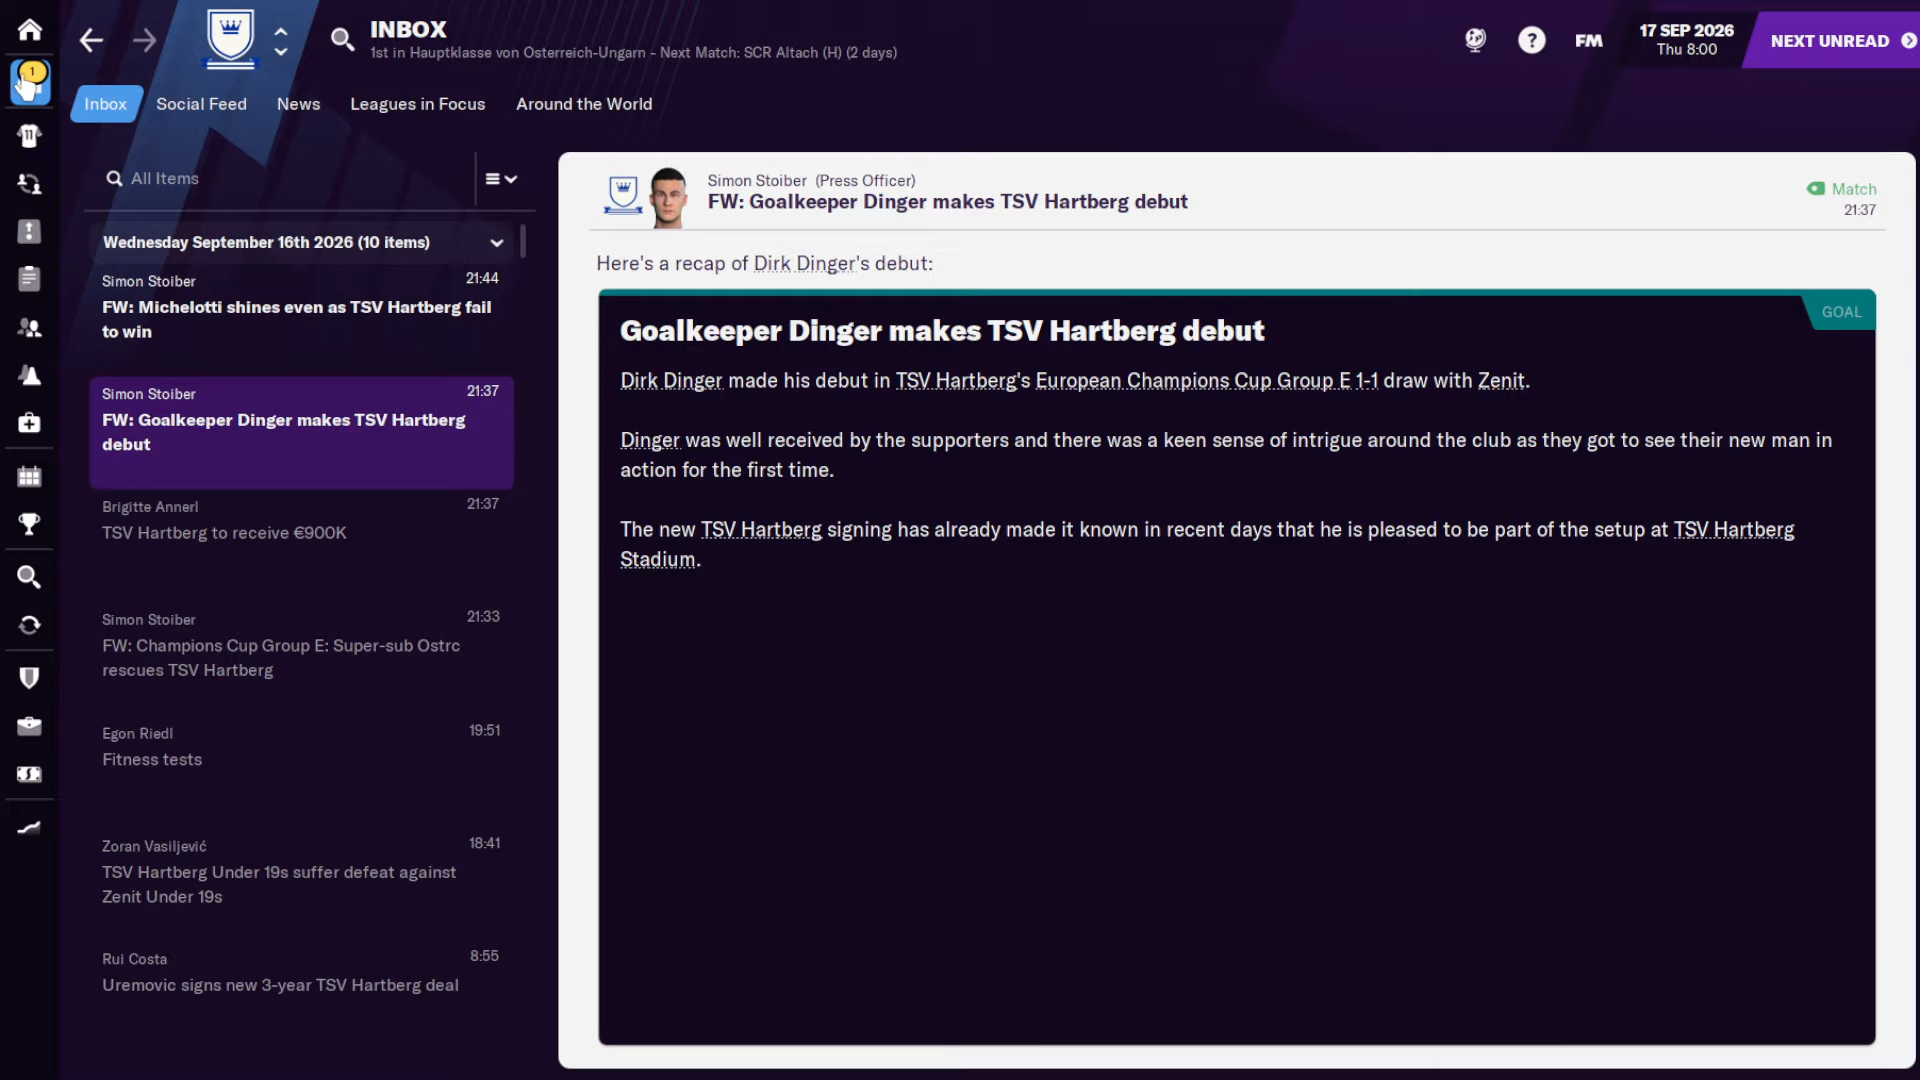 INBOX
1st in Hauptklasse von Osterreich-Ungarn - Next Match: SCR Altach (H) (2 days)
FM
17 SEP 2026
Thu 8:00
NEXT UNREAD
1
Inbox
Social Feed
News
Leagues in Focus
Around the World
All Items
Wednesday September 16th 2026 (10 items)
Simon Stoiber
21:44
FW: Michelotti shines even as TSV Hartberg fail
to win
Simon Stoiber
21:37
FW: Goalkeeper Dinger makes TSV Hartberg
debut
Brigitte Annerl
21:37
TSV Hartberg to receive €900K
Simon Stoiber
21:33
FW: Champions Cup Group E: Super-sub Ostrc
rescues TSV Hartberg
Egon Riedl
19:51
Fitness tests
Zoran Vasiljević
18:41
TSV Hartberg Under 19s suffer defeat against
Zenit Under 19s
Rui Costa
8:55
Uremovic signs new 3-year TSV Hartberg deal
Simon Stoiber (Press Officer)
FW: Goalkeeper Dinger makes TSV Hartberg debut
Match
21:37
Here's a recap of Dirk Dinger's debut:
GOAL
Goalkeeper Dinger makes TSV Hartberg debut
Dirk Dinger made his debut in TSV Hartberg's European Champions Cup Group E 1-1 draw with Zenit.
Dinger was well received by the supporters and there was a keen sense of intrigue around the club as they got to see their new man in
action for the first time.
The new TSV Hartberg signing has already made it known in recent days that he is pleased to be part of the setup at TSV Hartberg
Stadium.